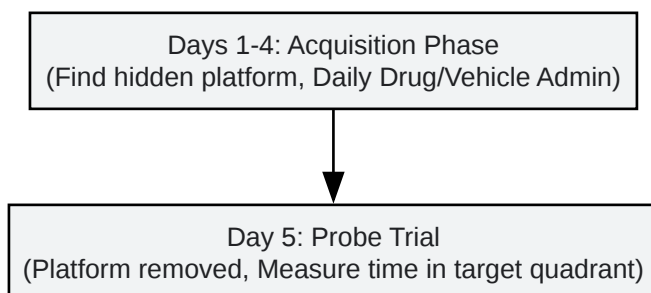 Days 1-4: Acquisition Phase
(Find hidden platform, Daily Drug/Vehicle Admin)
Day 5: Probe Trial
(Platform removed, Measure time in target quadrant)